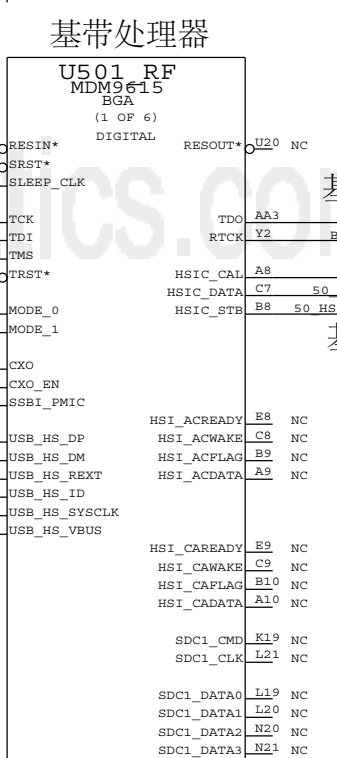 基带处理器
U501_RF
MDM9615
BGA
(1 OF 6)
DIGITAL
RESIN* RESOUT* U20 NC
SRST*
SLEEP_CLK
TCK TDO AA3
TDI RTCK Y2 B
TMS
TRST* HSIC_CAL A8
HSIC_DATA C7 50_
MODE_0 HSIC_STB B8 50_HS
MODE_1
CXO
CXO_EN
SSBI_PMIC
HSI_ACREADY E8 NC
USB_HS_DP HSI_ACWAKE C8 NC
USB_HS_DM HSI_ACFLAG B9 NC
USB_HS_REXT HSI_ACDATA A9 NC
USB_HS_ID
USB_HS_SYSCLK
USB_HS_VBUS
HSI_CAREADY E9 NC
HSI_CAWAKE C9 NC
HSI_CAFLAG B10 NC
HSI_CADATA A10 NC
SDC1_CMD K19 NC
SDC1_CLK L21 NC
SDC1_DATA0 L19 NC
SDC1_DATA1 L20 NC
SDC1_DATA2 N20 NC
SDC1_DATA3 N21 NC